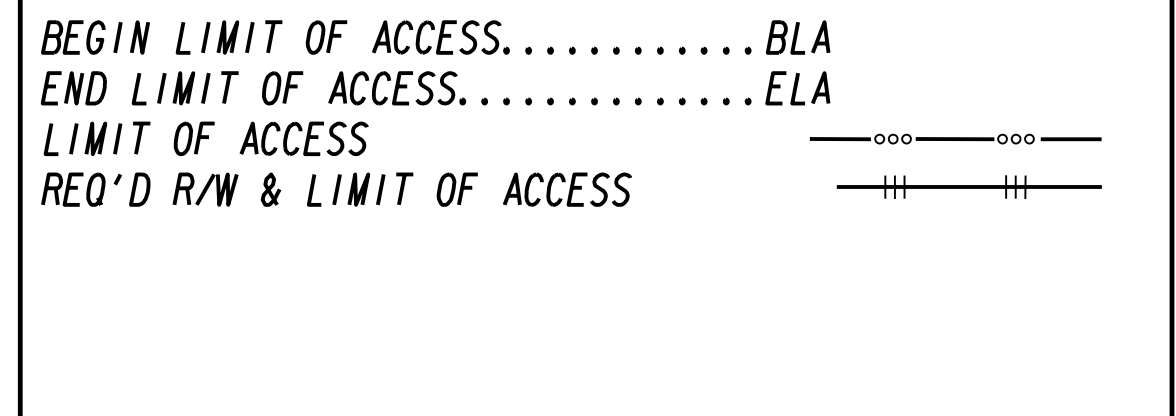 BEGIN LIMIT OF ACCESS............BLA
END LIMIT OF ACCESS..............ELA
LIMIT OF ACCESS
REQ'D R/W & LIMIT OF ACCESS